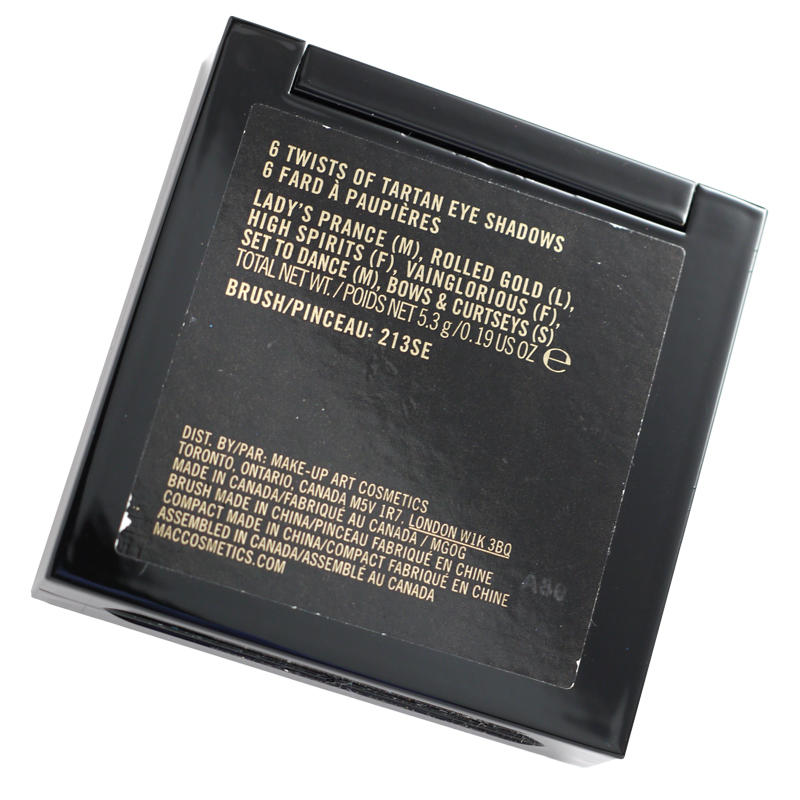 6 TWISTS OF TARTAN EYE SHADOWS
6 FARD À PAUPIÈRES
LADY'S PRANCE (M), ROLLED GOLD (L),
HIGH SPIRITS (F), VAINGLORIOUS (F),
SET TO DANCE (M), BOWS & CURTSEYS (S)
TOTAL NET WT. / POIDS NET 5.3 g/0.19 US OZ ℮
BRUSH/PINCEAU: 213SE
DIST. BY/PAR: MAKE-UP ART COSMETICS
TORONTO, ONTARIO, CANADA M5V 1R7, LONDON W1K 3BQ
MADE IN CANADA/FABRIQUÉ AU CANADA / MGOG
BRUSH MADE IN CHINA/PINCEAU FABRIQUÉ EN CHINE
COMPACT MADE IN CHINA/COMPACT FABRIQUÉ EN CHINE
ASSEMBLED IN CANADA/ASSEMBLÉ AU CANADA
MACCOSMETICS.COM